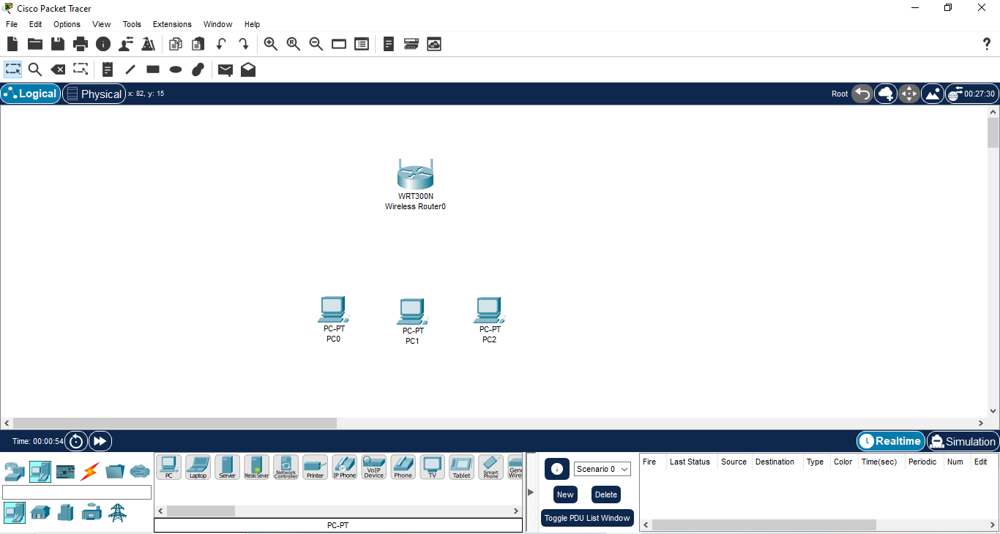 Cisco Packet Tracer
File Edit Options View Tools Extensions Window Help
Logical Physical x: 82, y: 15 Root 00:27:30
WRT300N
Wireless Router0
PC-PT
PC0
PC-PT
PC1
PC-PT
PC2
Time: 00:00:54 Realtime Simulation
PC Laptop Server Meraki Server Network Controller Printer IP Phone VoIP Device Phone TV Tablet Smart Phone
PC-PT
Scenario 0
New Delete
Toggle PDU List Window
Fire Last Status Source Destination Type Color Time(sec) Periodic Num Edit